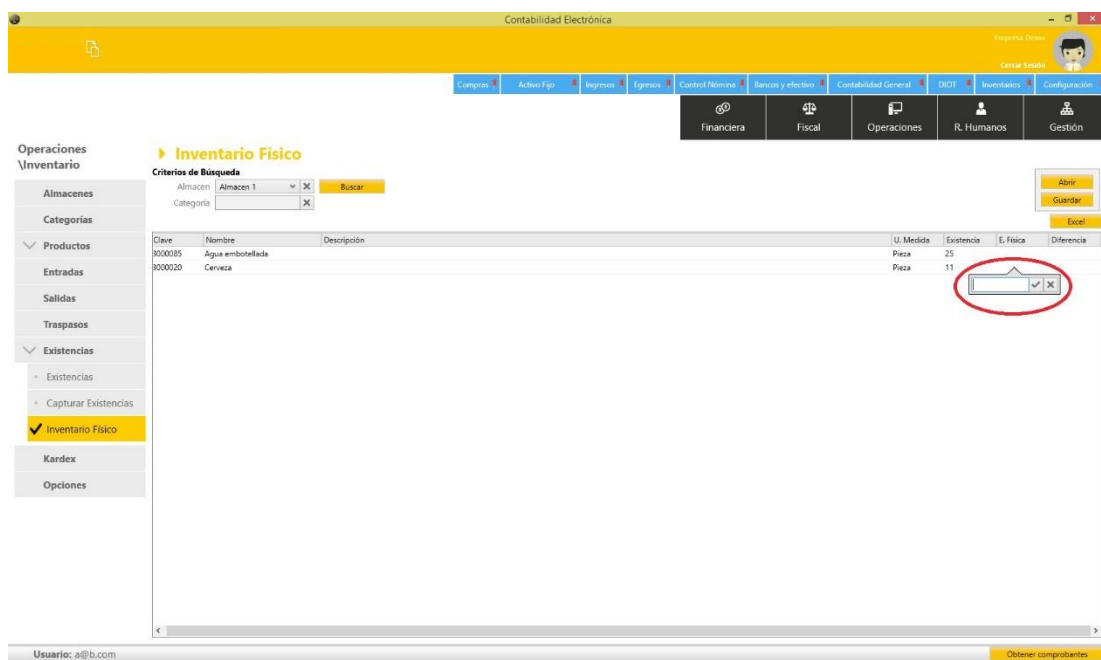 Contabilidad Electrónica
Empresa Demo
Cerrar Sesión
Compras Activo Fijo Ingresos Egresos Control Nómina Bancos y efectivo Contabilidad General DIOT Inventarios Configuración
Financiera Fiscal Operaciones R. Humanos Gestión
Operaciones
\Inventario
Almacenes
Categorías
Productos
Entradas
Salidas
Traspasos
Existencias
Existencias
Capturar Existencias
Inventario Físico
Kardex
Opciones
Inventario Físico
Criterios de Búsqueda
Almacen Almacen 1 Buscar
Categoría
Abrir
Guardar
Excel
Clave Nombre Descripción U. Medida Existencia E. Física Diferencia
3000085 Agua embotellada Pieza 25
3000020 Cerveza Pieza 11
Usuario: a@b.com
Obtener comprobantes